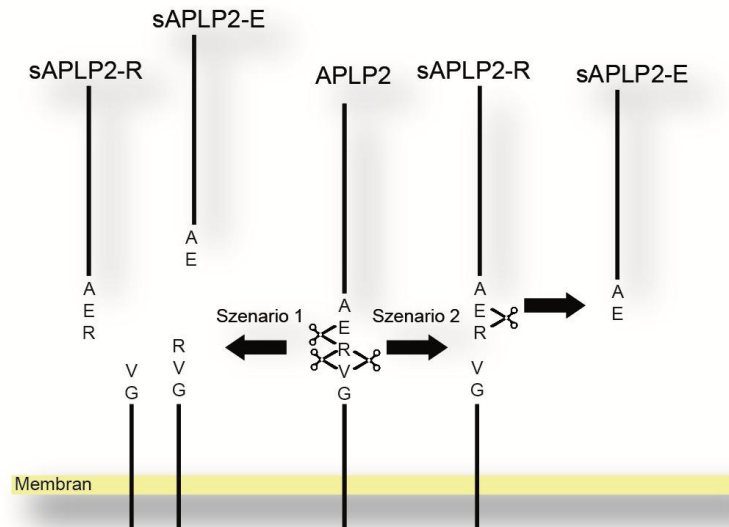 sAPLP2-E
sAPLP2-R
APLP2
sAPLP2-R
sAPLP2-E
A
E
A
E
R
V
G
R
V
G
Szenario 1
A
E
R
V
G
Szenario 2
A
E
R
V
G
A
E
Membran